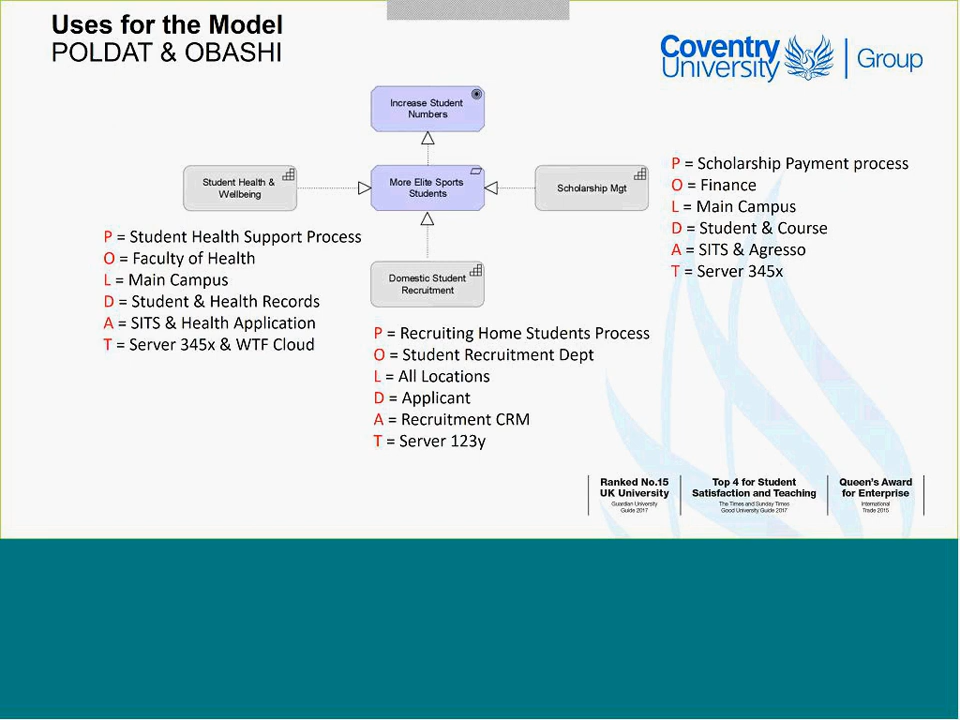 Uses for the Model
POLDAT & OBASHI
Coventry
University
Group
Increase Student
Numbers
Student Health &
Wellbeing
More Elite Sports
Students
Scholarship Mgt
Domestic Student
Recruitment
P = Student Health Support Process
O = Faculty of Health
L = Main Campus
D = Student & Health Records
A = SITS & Health Application
T = Server 345x & WTF Cloud
P = Recruiting Home Students Process
O = Student Recruitment Dept
L = All Locations
D = Applicant
A = Recruitment CRM
T = Server 123y
P = Scholarship Payment process
O = Finance
L = Main Campus
D = Student & Course
A = SITS & Agresso
T = Server 345x
Ranked No.15
UK University
Guardian University
Guide 2017
Top 4 for Student
Satisfaction and Teaching
The Times and Sunday Times
Good University Guide 2017
Queen's Award
for Enterprise
International
Trade 2015